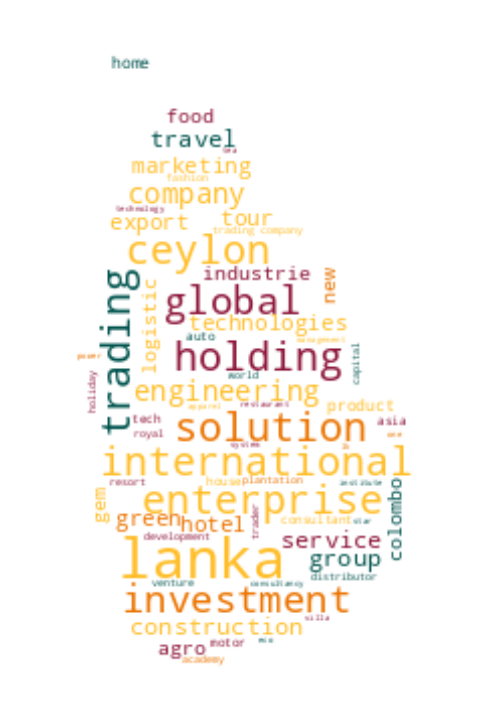 home
food
travel
tea
marketing
fashion
company
technology
export
tour
trading company
ceylon
industrie
new
trading
logistic
global
technologies
auto
management
holding
capital
world
holiday
engineering
apparel
restaurant
product
tech
solution
asia
royal
system
international
resort
house
plantation
institute
gem
enterprise
colombo
green
hotel
trader
consultant
star
development
service
lanka
group
distributor
venture
consultancy
investment
villa
construction
agro
motor
eco
academy